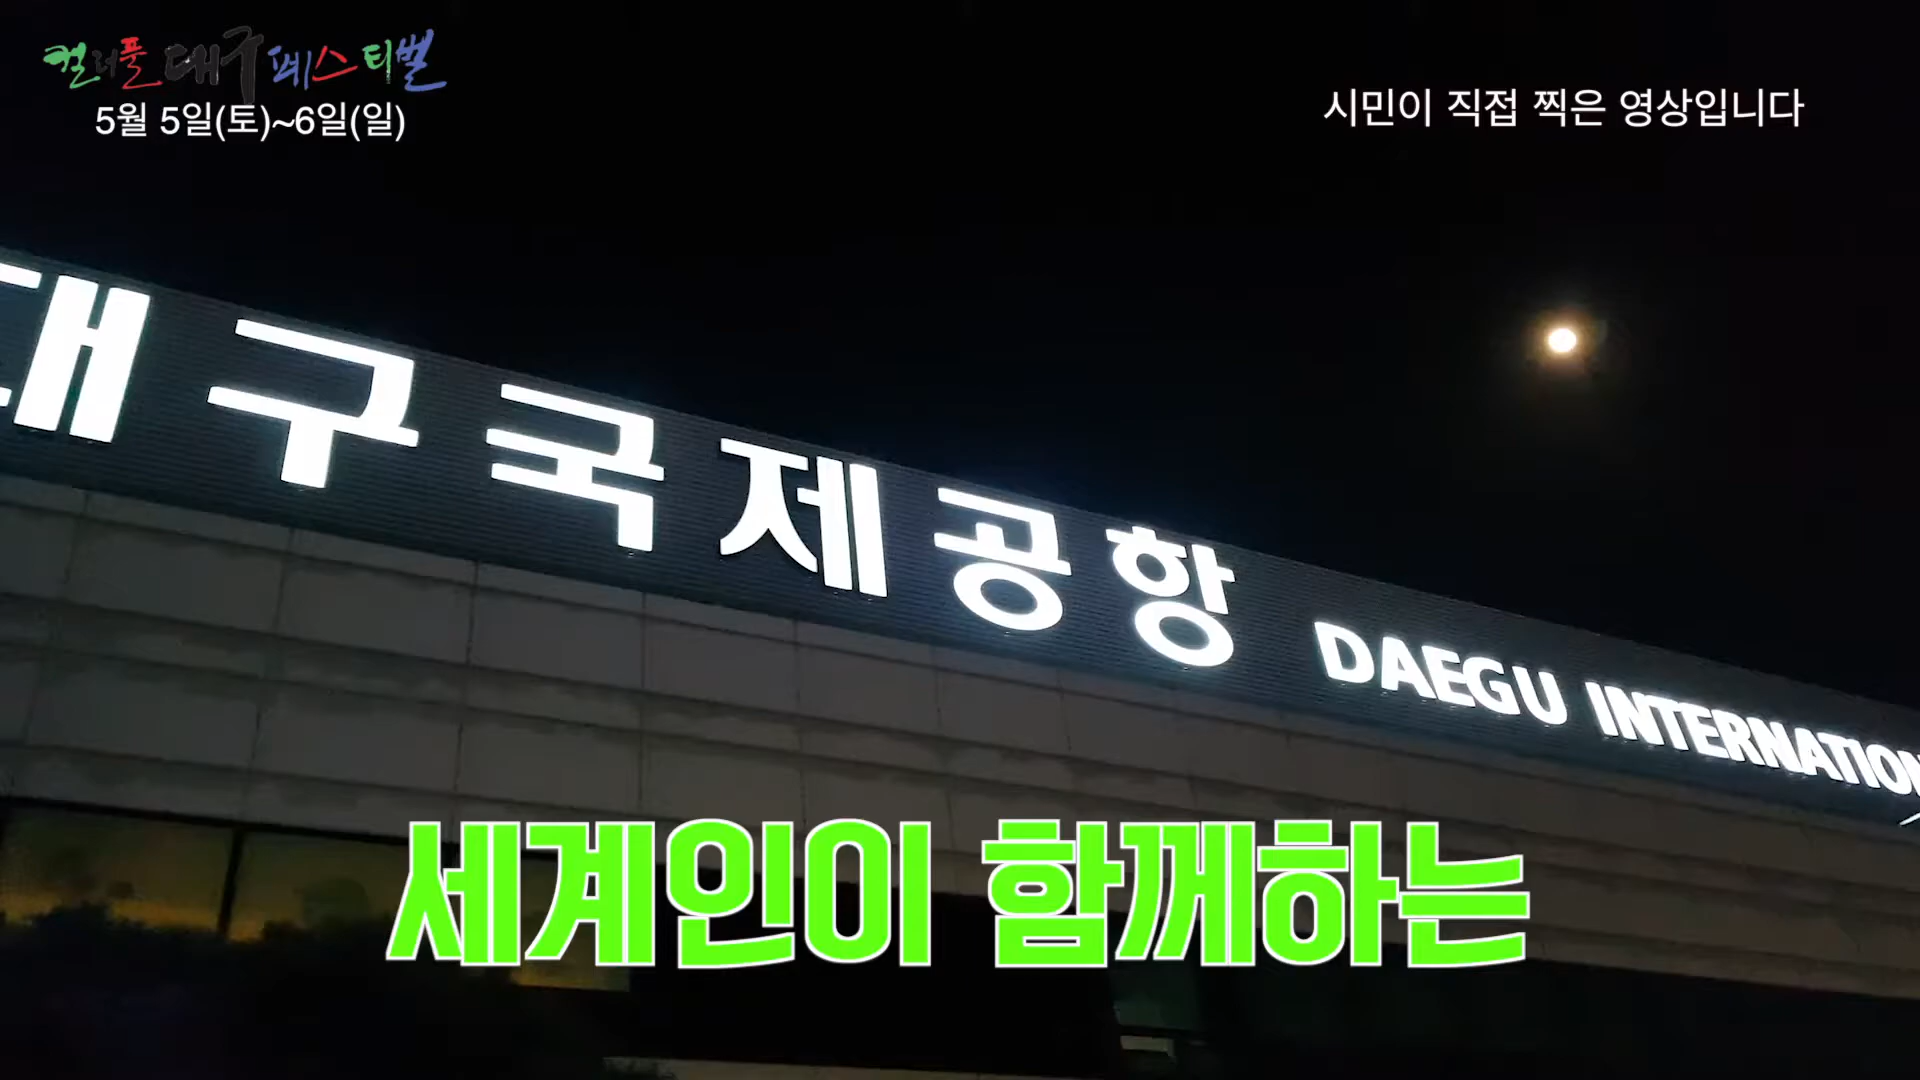 컬러풀 대구 페스티벌
5월 5일(토)~6일(일)
시민이 직접 찍은 영상입니다
대구국제공항 DAEGU INTERNATION
세계인이 함께하는